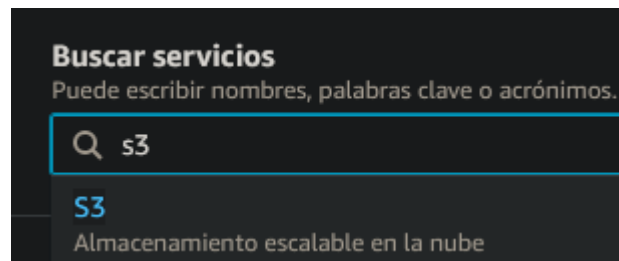 Buscar servicios
Puede escribir nombres, palabras clave o acrónimos.
s3
S3
Almacenamiento escalable en la nube